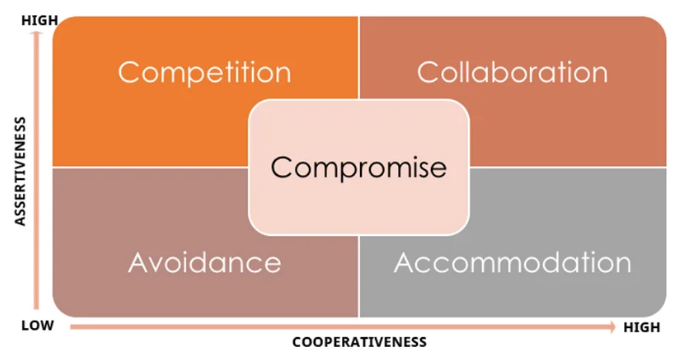 HIGH
Competition
Collaboration
ASSERTIVENESS
Compromise
Avoidance
Accommodation
LOW
HIGH
COOPERATIVENESS